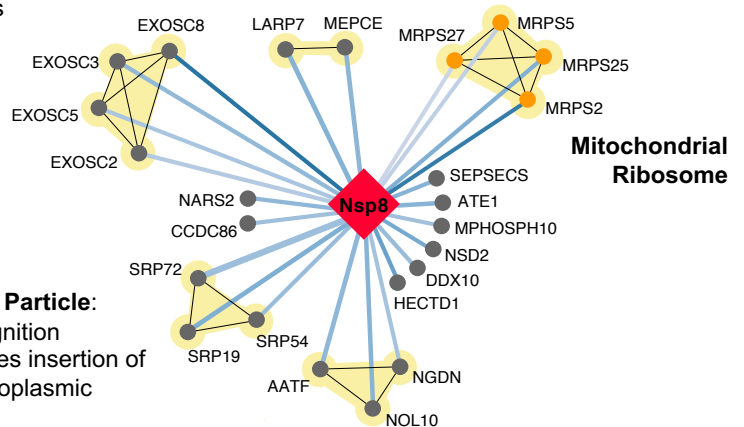 s
EXOSC8
LARP7
MEPCE
MRPS5
MRPS27
EXOSC3
MRPS25
MRPS2
EXOSC5
Mitochondrial
Ribosome
EXOSC2
SEPSECS
NARS2
Nsp8
ATE1
CCDC86
MPHOSPH10
NSD2
SRP72
DDX10
Particle:
HECTD1
gnition
SRP54
SRP19
es insertion of
oplasmic
AATF
NGDN
NOL10